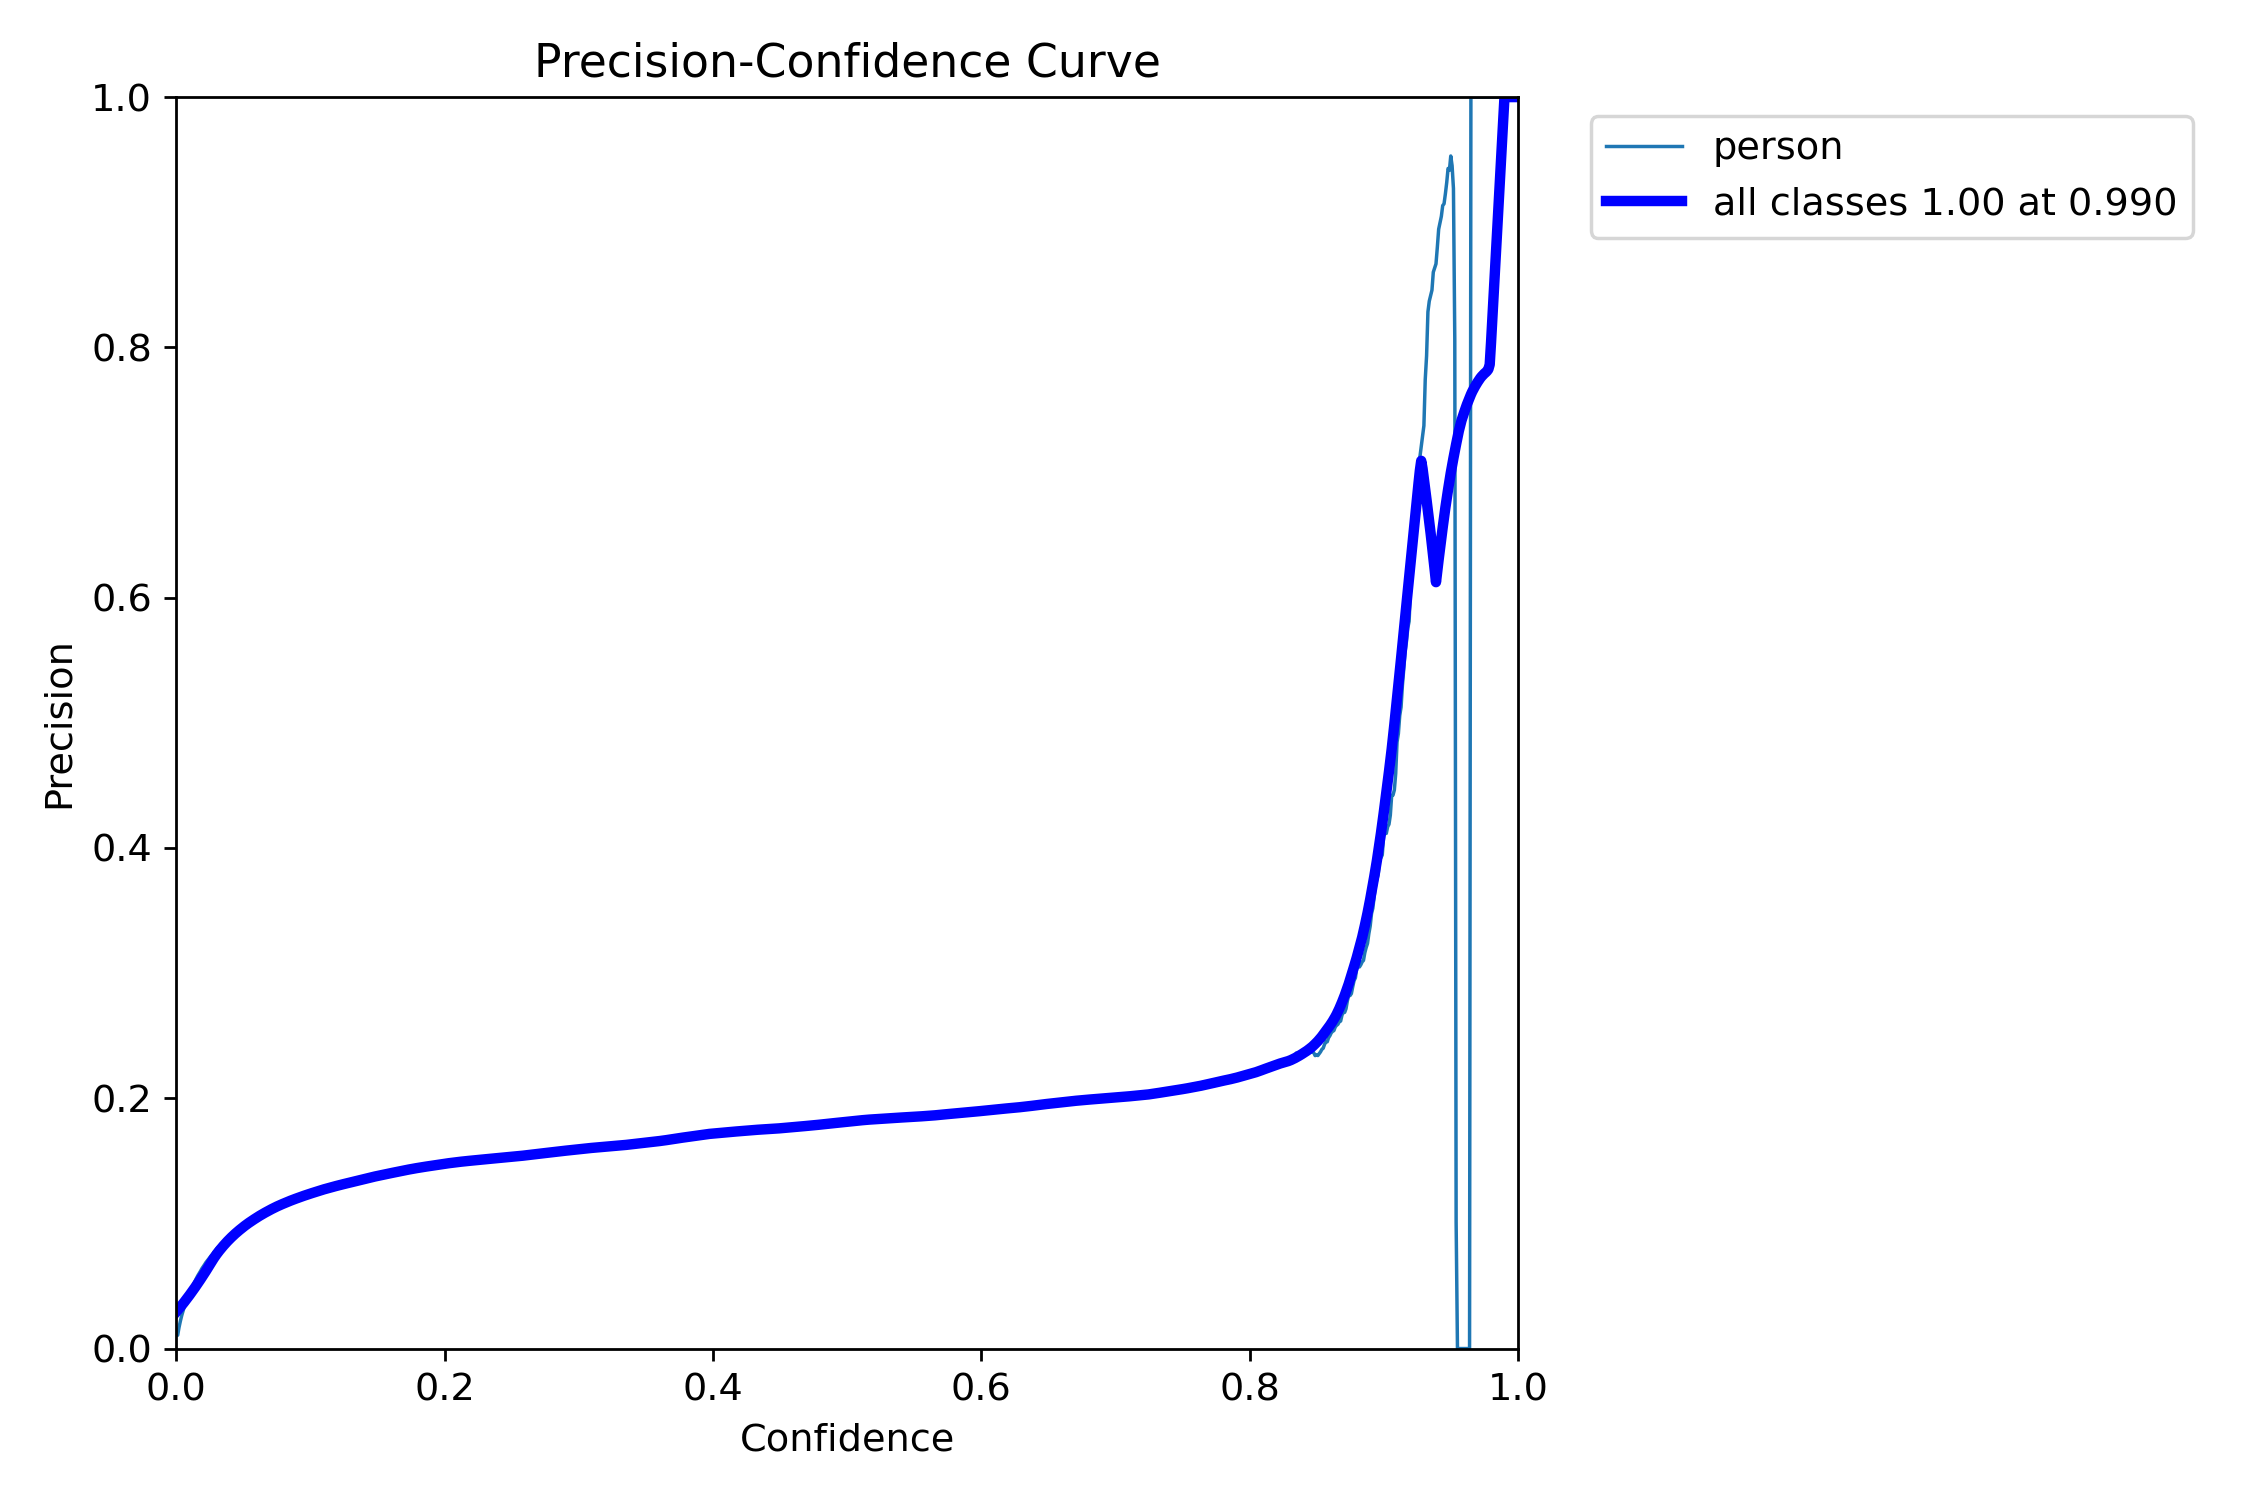 Precision-Confidence Curve
1.0
0.8
0.6
0.4
0.2
0.0
Precision
0.0 0.2 0.4 0.6 0.8 1.0
Confidence
person
all classes 1.00 at 0.990